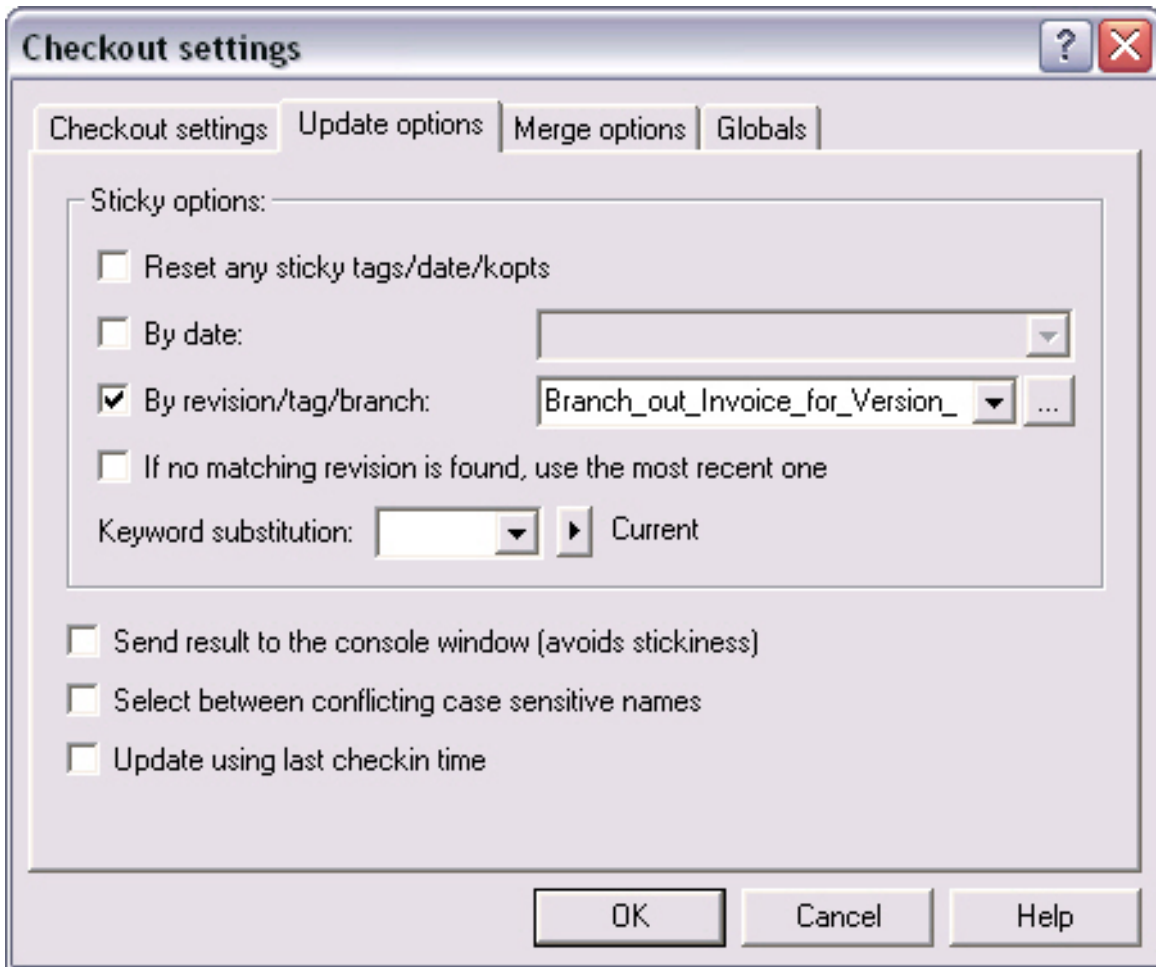 Checkout settings
Checkout settings Update options Merge options Globals
Sticky options:
Reset any sticky tags/date/kopts
By date:
By revision/tag/branch: Branch_out_Invoice_for_Version_ ...
If no matching revision is found, use the most recent one
Keyword substitution: Current
Send result to the console window (avoids stickiness)
Select between conflicting case sensitive names
Update using last checkin time
OK Cancel Help